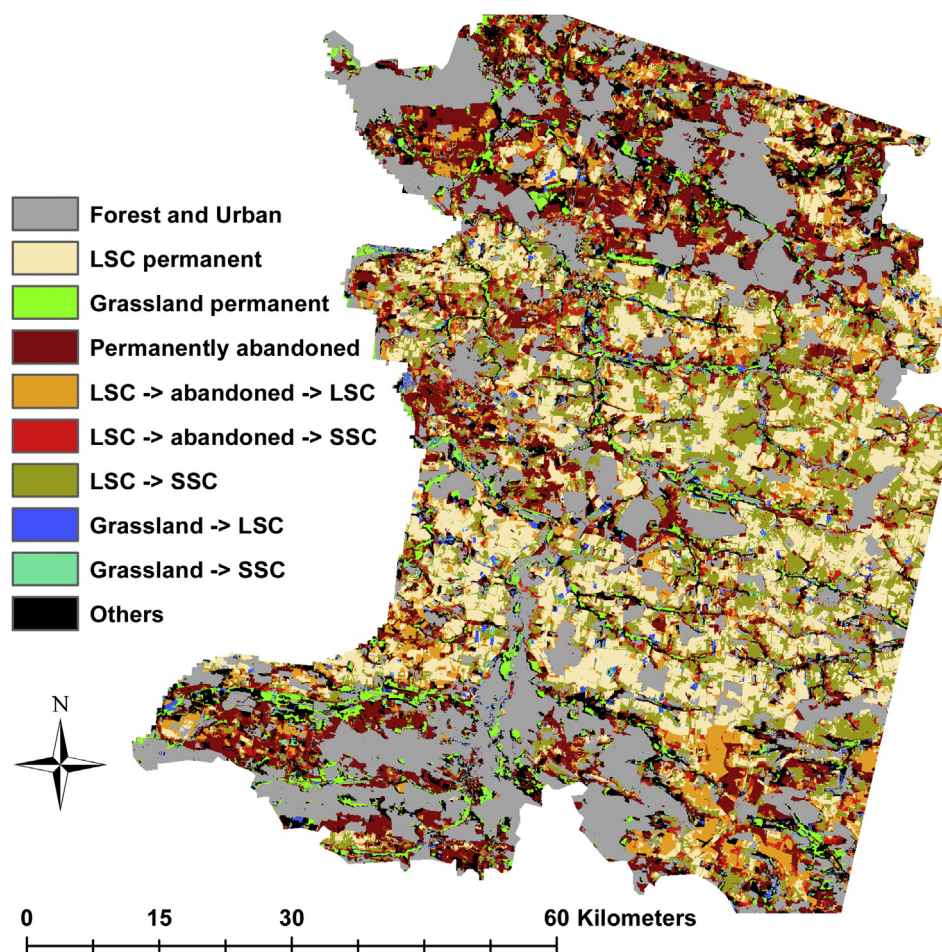 Forest and Urban
LSC permanent
Grassland permanent
Permanently abandoned
LSC -> abandoned -> LSC
LSC -> abandoned -> SSC
LSC -> SSC
Grassland -> LSC
Grassland -> SSC
Others
N
0 15 30 60 Kilometers